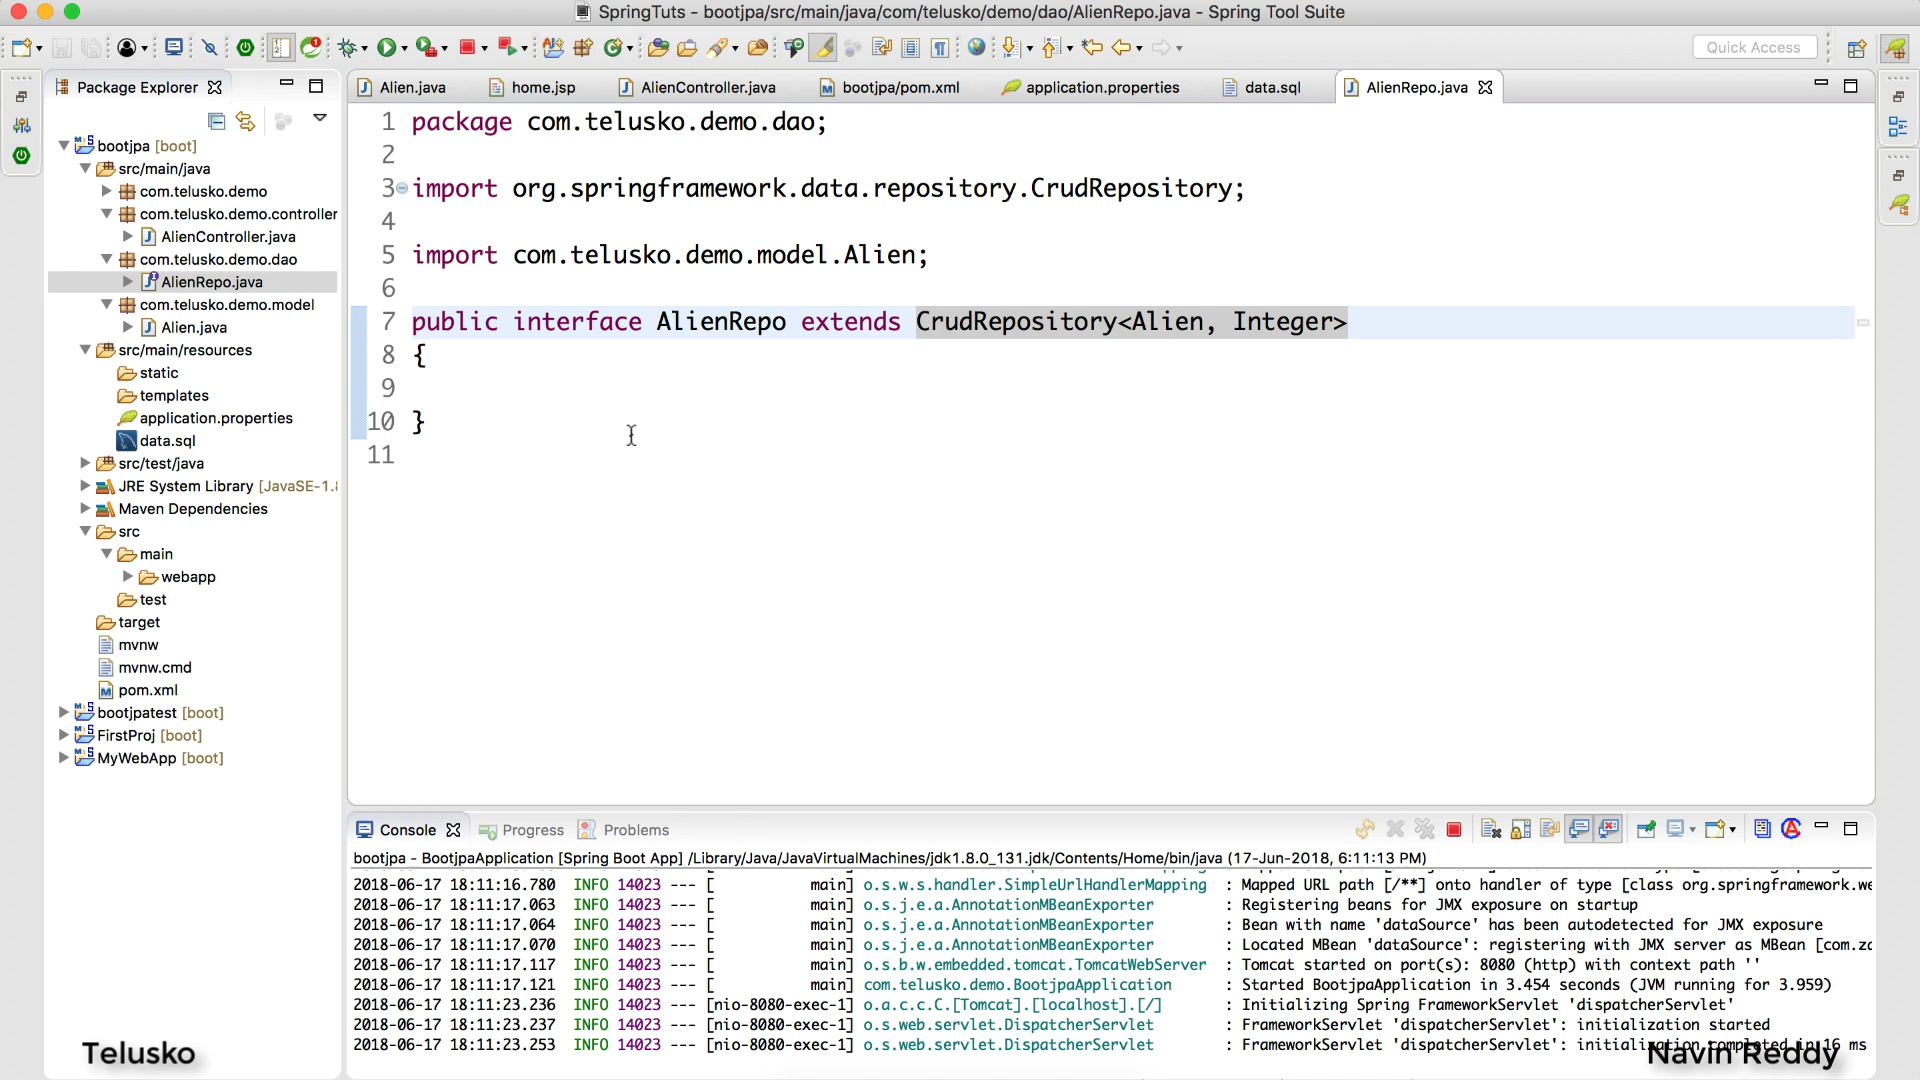 SpringTuts - bootjpa/src/main/java/com/telusko/demo/dao/AlienRepo.java - Spring Tool Suite
Quick Access
Package Explorer
Alien.java
home.jsp
AlienController.java
bootjpa/pom.xml
application.properties
data.sql
AlienRepo.java
bootjpa [boot]
src/main/java
com.telusko.demo
com.telusko.demo.controller
AlienController.java
com.telusko.demo.dao
AlienRepo.java
com.telusko.demo.model
Alien.java
src/main/resources
static
templates
application.properties
data.sql
src/test/java
JRE System Library [JavaSE-1.8
Maven Dependencies
src
main
webapp
test
target
mvnw
mvnw.cmd
pom.xml
bootjpatest [boot]
FirstProj [boot]
MyWebApp [boot]
1 package com.telusko.demo.dao;
2
3 import org.springframework.data.repository.CrudRepository;
4
5 import com.telusko.demo.model.Alien;
6
7 public interface AlienRepo extends CrudRepository<Alien, Integer>
8 {
9
10 }
11
Console
Progress
Problems
bootjpa - BootjpaApplication [Spring Boot App] /Library/Java/JavaVirtualMachines/jdk1.8.0_131.jdk/Contents/Home/bin/java (17-Jun-2018, 6:11:13 PM)
2018-06-17 18:11:16.780 INFO 14023 --- [ main] o.s.w.s.handler.SimpleUrlHandlerMapping : Mapped URL path [/**] onto handler of type [class org.springframework.we
2018-06-17 18:11:17.063 INFO 14023 --- [ main] o.s.j.e.a.AnnotationMBeanExporter : Registering beans for JMX exposure on startup
2018-06-17 18:11:17.064 INFO 14023 --- [ main] o.s.j.e.a.AnnotationMBeanExporter : Bean with name 'dataSource' has been autodetected for JMX exposure
2018-06-17 18:11:17.070 INFO 14023 --- [ main] o.s.j.e.a.AnnotationMBeanExporter : Located MBean 'dataSource': registering with JMX server as MBean [com.za
2018-06-17 18:11:17.117 INFO 14023 --- [ main] o.s.b.w.embedded.tomcat.TomcatWebServer : Tomcat started on port(s): 8080 (http) with context path ''
2018-06-17 18:11:17.121 INFO 14023 --- [ main] com.telusko.demo.BootjpaApplication : Started BootjpaApplication in 3.454 seconds (JVM running for 3.959)
2018-06-17 18:11:23.236 INFO 14023 --- [nio-8080-exec-1] o.a.c.c.C.[Tomcat].[localhost].[/] : Initializing Spring FrameworkServlet 'dispatcherServlet'
2018-06-17 18:11:23.237 INFO 14023 --- [nio-8080-exec-1] o.s.web.servlet.DispatcherServlet : FrameworkServlet 'dispatcherServlet': initialization started
2018-06-17 18:11:23.253 INFO 14023 --- [nio-8080-exec-1] o.s.web.servlet.DispatcherServlet : FrameworkServlet 'dispatcherServlet': initialization completed in 16 ms
Telusko
Navin Reddy